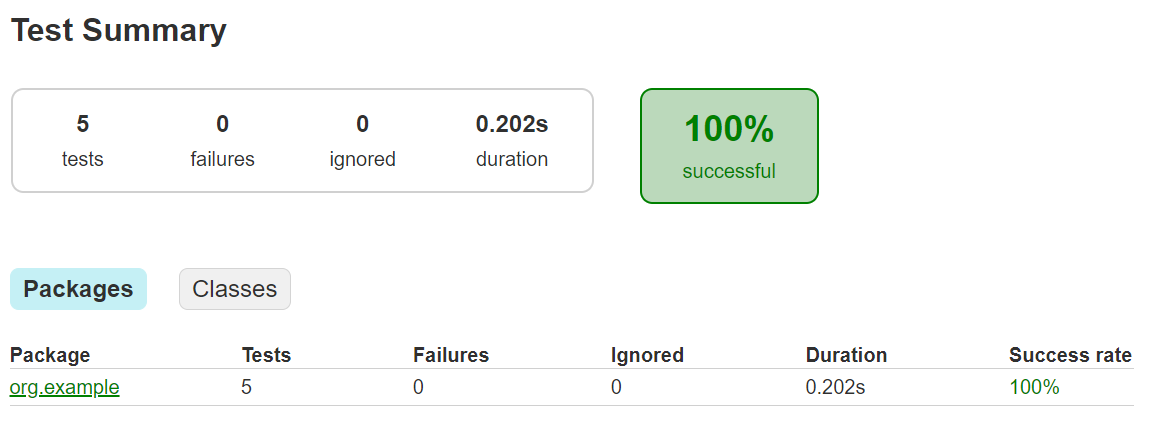 Test Summary
5 0 0 0.202s
tests failures ignored duration
100%
successful
Packages Classes
Package Tests Failures Ignored Duration Success rate
org.example 5 0 0 0.202s 100%